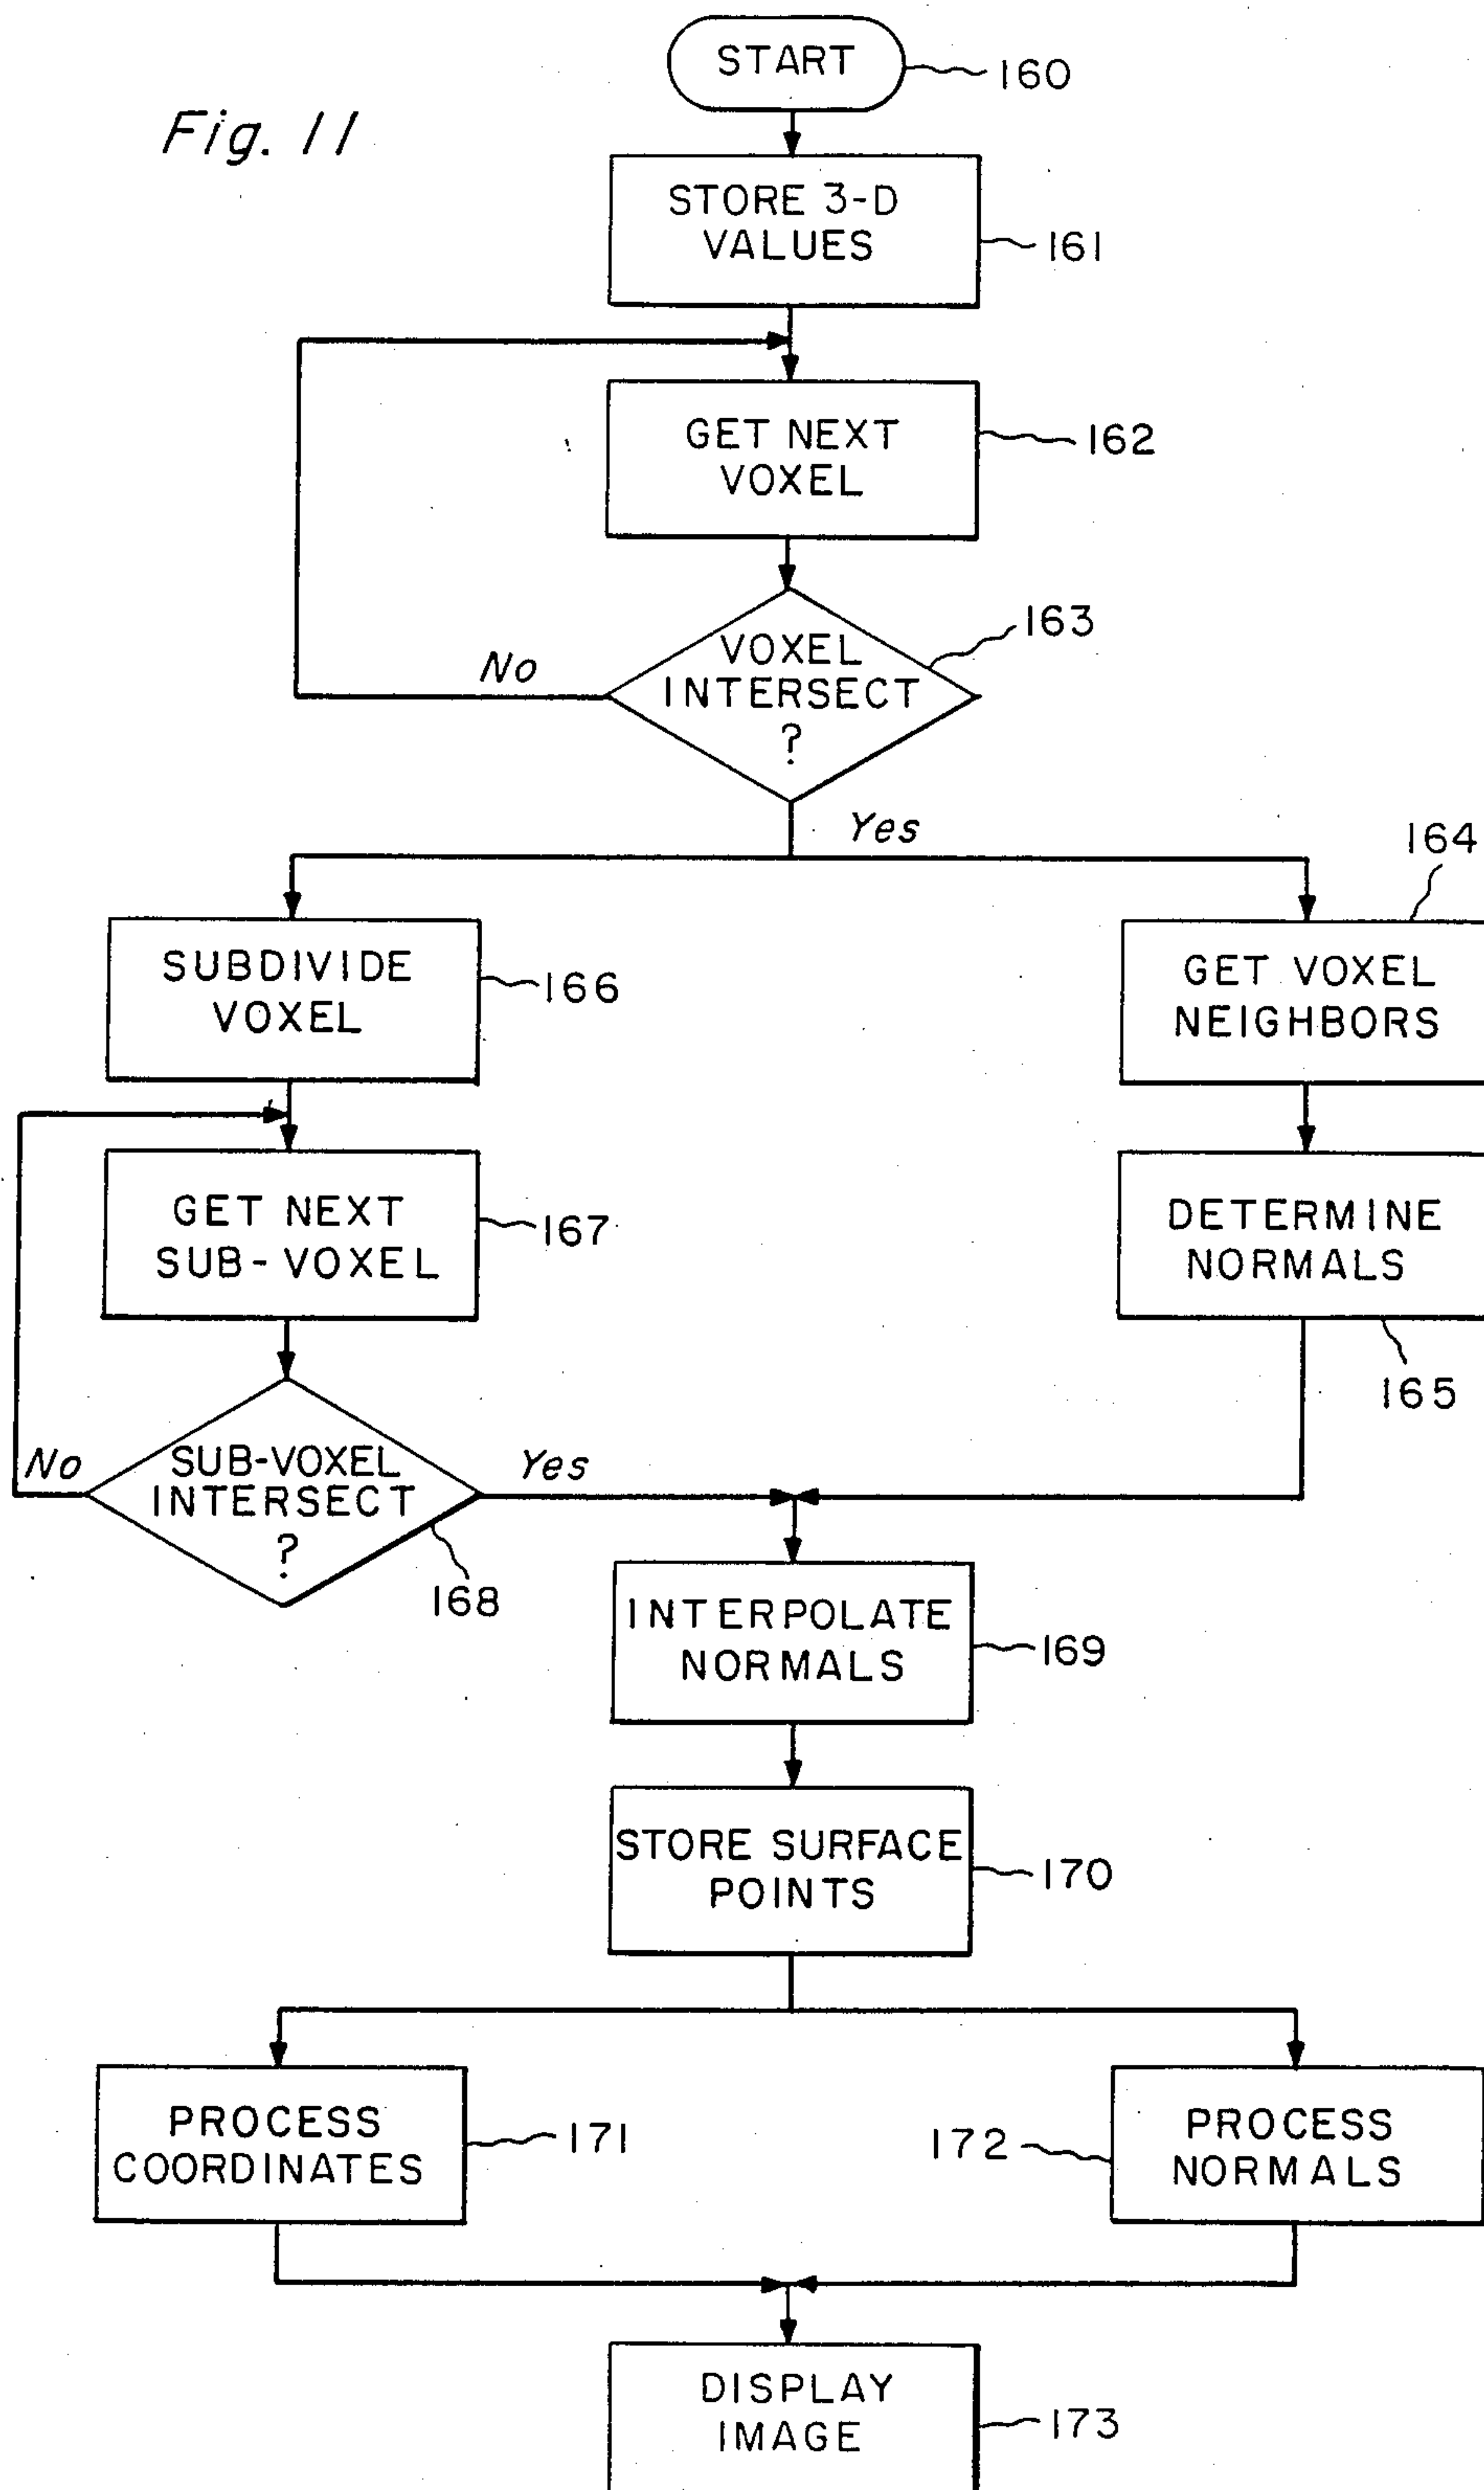 Fig. 11
START
160
STORE 3-D
VALUES
161
GET NEXT
VOXEL
162
VOXEL
INTERSECT
?
163
No
Yes
164
SUBDIVIDE
VOXEL
166
GET VOXEL
NEIGHBORS
GET NEXT
SUB-VOXEL
167
DETERMINE
NORMALS
165
No
SUB-VOXEL
INTERSECT
?
Yes
168
INTERPOLATE
NORMALS
169
STORE SURFACE
POINTS
170
PROCESS
COORDINATES
171
172
PROCESS
NORMALS
DISPLAY
IMAGE
173